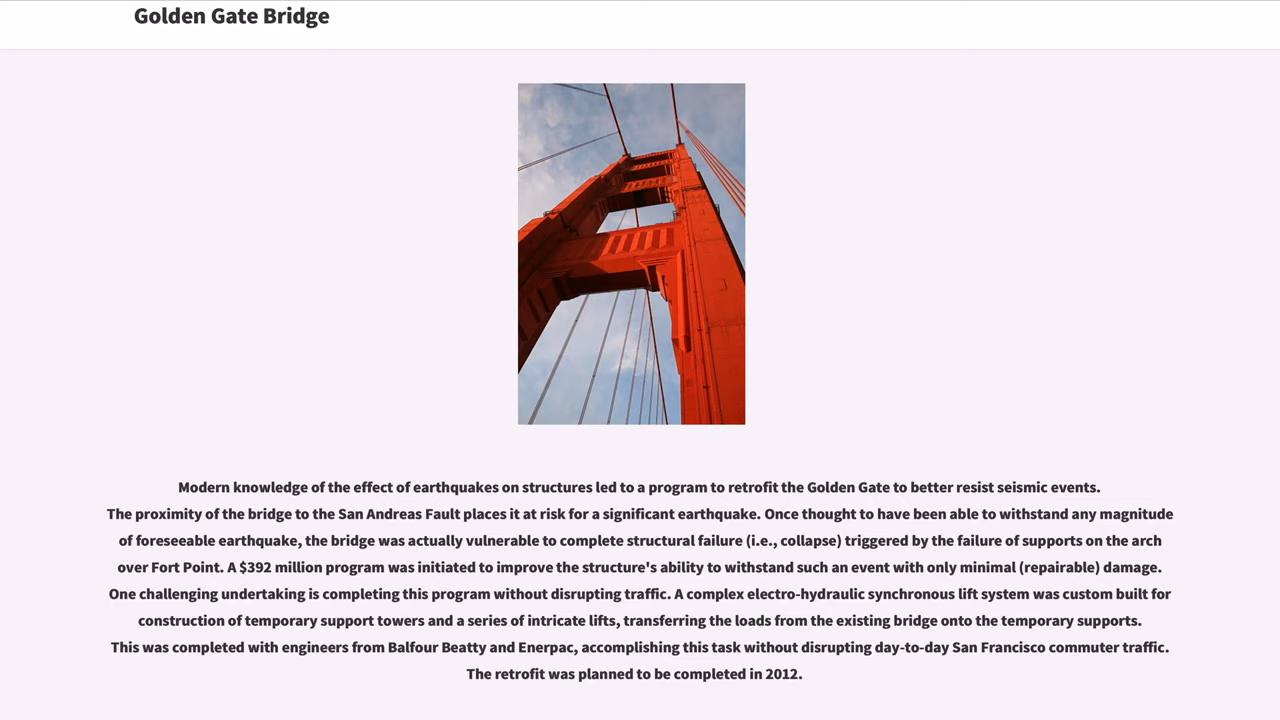 Golden Gate Bridge
Modern knowledge of the effect of earthquakes on structures led to a program to retrofit the Golden Gate to better resist seismic events.
The proximity of the bridge to the San Andreas Fault places it at risk for a significant earthquake. Once thought to have been able to withstand any magnitude
of foreseeable earthquake, the bridge was actually vulnerable to complete structural failure (i.e., collapse) triggered by the failure of supports on the arch
over Fort Point. A $392 million program was initiated to improve the structure's ability to withstand such an event with only minimal (repairable) damage.
One challenging undertaking is completing this program without disrupting traffic. A complex electro-hydraulic synchronous lift system was custom built for
construction of temporary support towers and a series of intricate lifts, transferring the loads from the existing bridge onto the temporary supports.
This was completed with engineers from Balfour Beatty and Enerpac, accomplishing this task without disrupting day-to-day San Francisco commuter traffic.
The retrofit was planned to be completed in 2012.